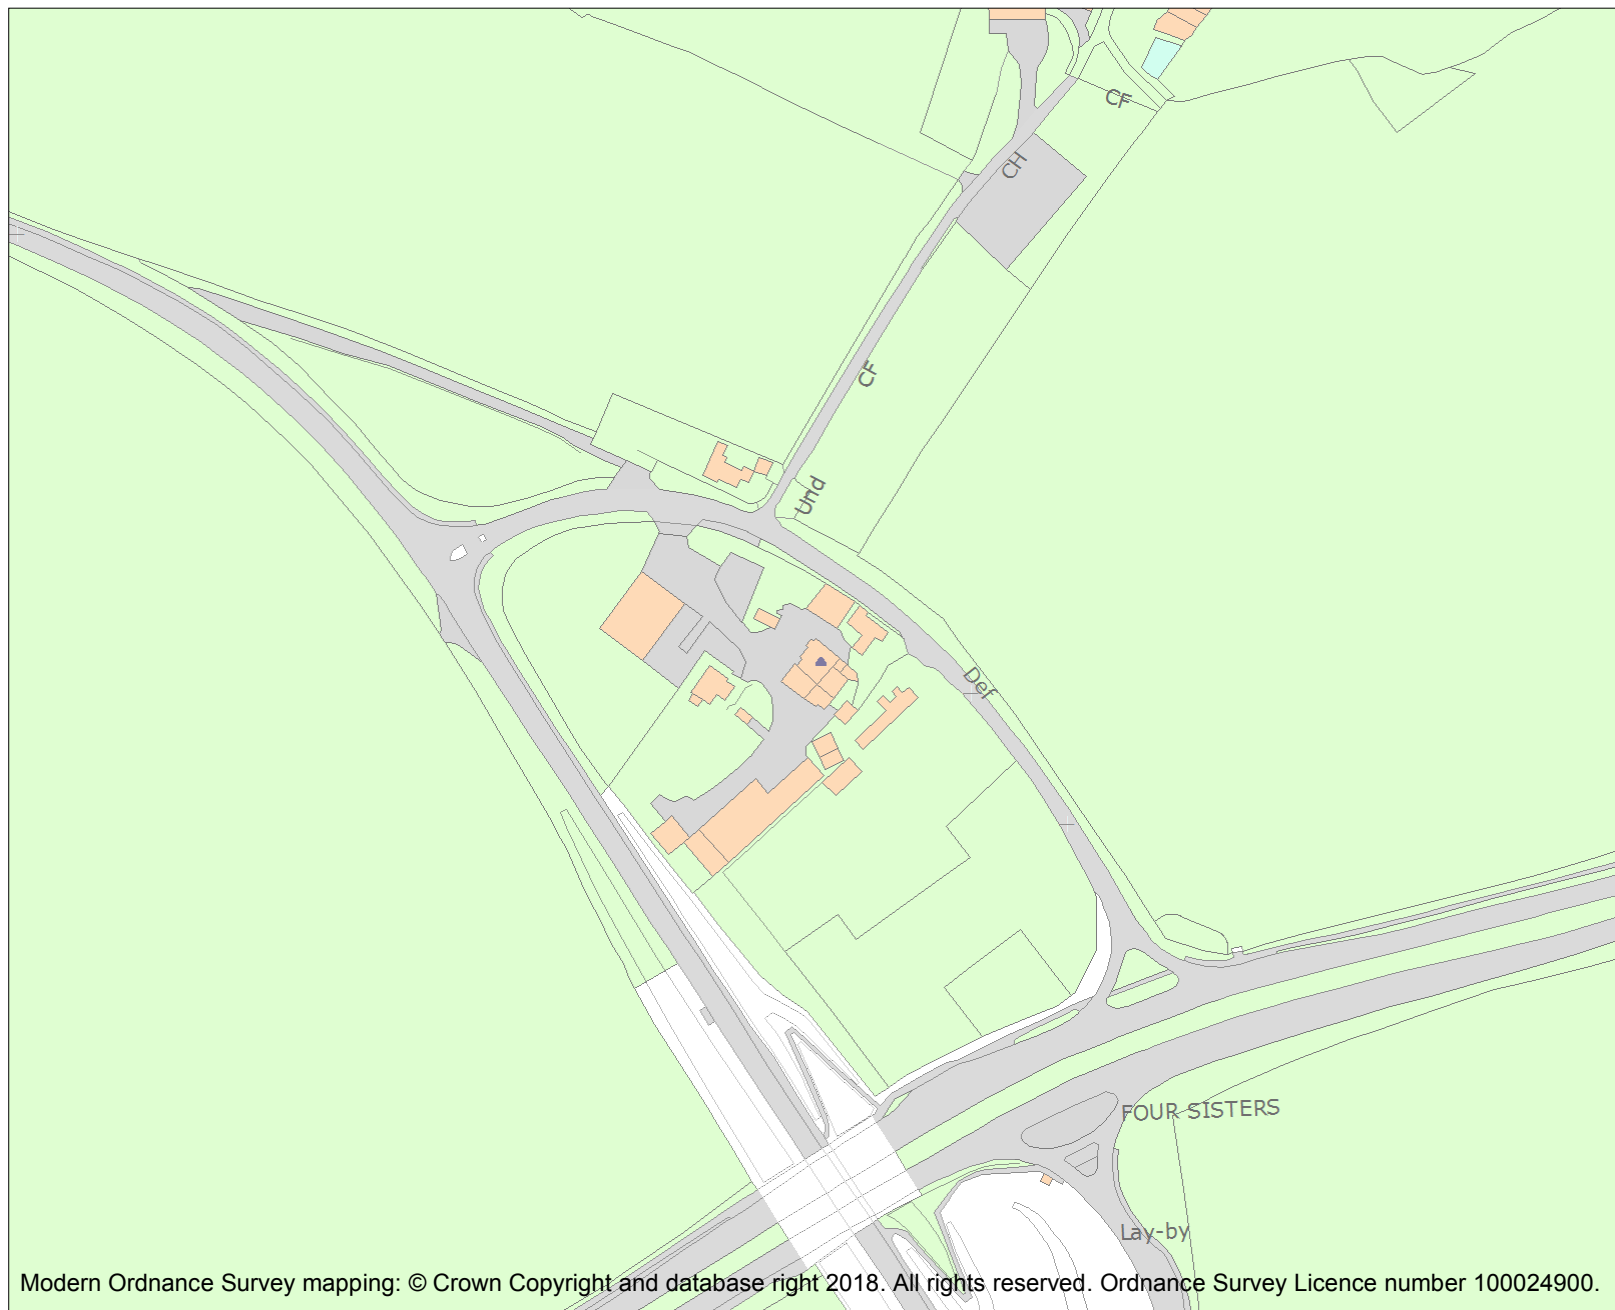 CF
CH
CF
Und
Def
FOUR SISTERS
Lay-by
Modern Ordnance Survey mapping: © Crown Copyright and database right 2018. All rights reserved. Ordnance Survey Licence number 100024900.